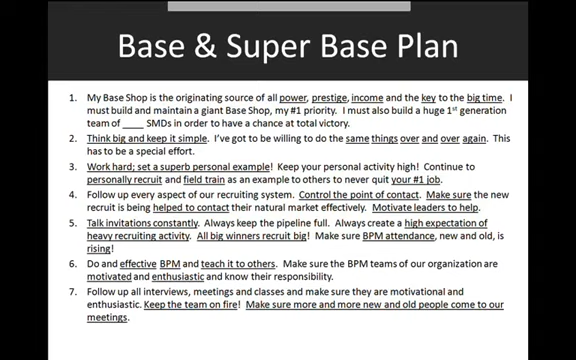 Base & Super Base Plan
1. My Base Shop is the originating source of all power, prestige, income and the key to the big time. I
must build and maintain a giant Base Shop, my #1 priority. I must also build a huge 1st generation
team of ____ SMDs in order to have a chance at total victory.
2. Think big and keep it simple. I've got to be willing to do the same things over and over again. This
has to be a special effort.
3. Work hard; set a superb personal example! Keep your personal activity high! Continue to
personally recruit and field train as an example to others to never quit your #1 job.
4. Follow up every aspect of our recruiting system. Control the point of contact. Make sure the new
recruit is being helped to contact their natural market effectively. Motivate leaders to help.
5. Talk invitations constantly. Always keep the pipeline full. Always create a high expectation of
heavy recruiting activity. All big winners recruit big! Make sure BPM attendance, new and old, is
rising!
6. Do and effective BPM and teach it to others. Make sure the BPM teams of our organization are
motivated and enthusiastic and know their responsibility.
7. Follow up all interviews, meetings and classes and make sure they are motivational and
enthusiastic. Keep the team on fire! Make sure more and more new and old people come to our
meetings.